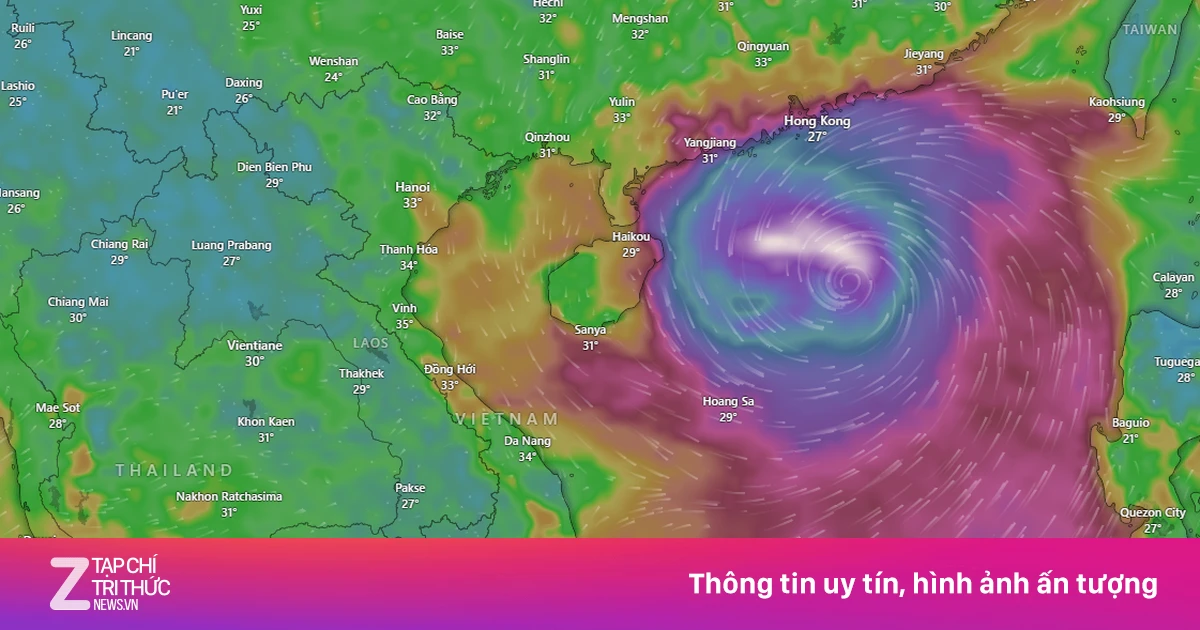 Yuxi
25°
Hechi
32°
31°
31°
30°
Ruili
26°
Lincang
21°
Baise
33°
Mengshan
32°
TAIWAN
Wenshan
24°
Shanglin
31°
Qingyuan
33°
Jieyang
31°
Lashio
25°
Pu'er
21°
Daxing
26°
Cao Bằng
32°
Yulin
33°
Kaohsiung
29°
Hong Kong
27°
Qinzhou
31°
Yangjiang
31°
Dien Bien Phu
29°
Hanoi
33°
ansang
26°
Chiang Rai
29°
Luang Prabang
27°
Thanh Hóa
34°
Haikou
29°
Calayan
28°
Chiang Mai
30°
Vinh
35°
Sanya
31°
Vientiane
30°
LAOS
Thakhek
29°
Đồng Hới
33°
Tuguega
28°
Mae Sot
28°
Khon Kaen
31°
VIETNAM
Hoang Sa
29°
Baguio
21°
Da Nang
34°
THAILAND
Nakhon Ratchasima
31°
Pakse
27°
Quezon City
27°
Z TẠP CHÍ
TRI THỨC
NEWS.VN
Thông tin uy tín, hình ảnh ấn tượng